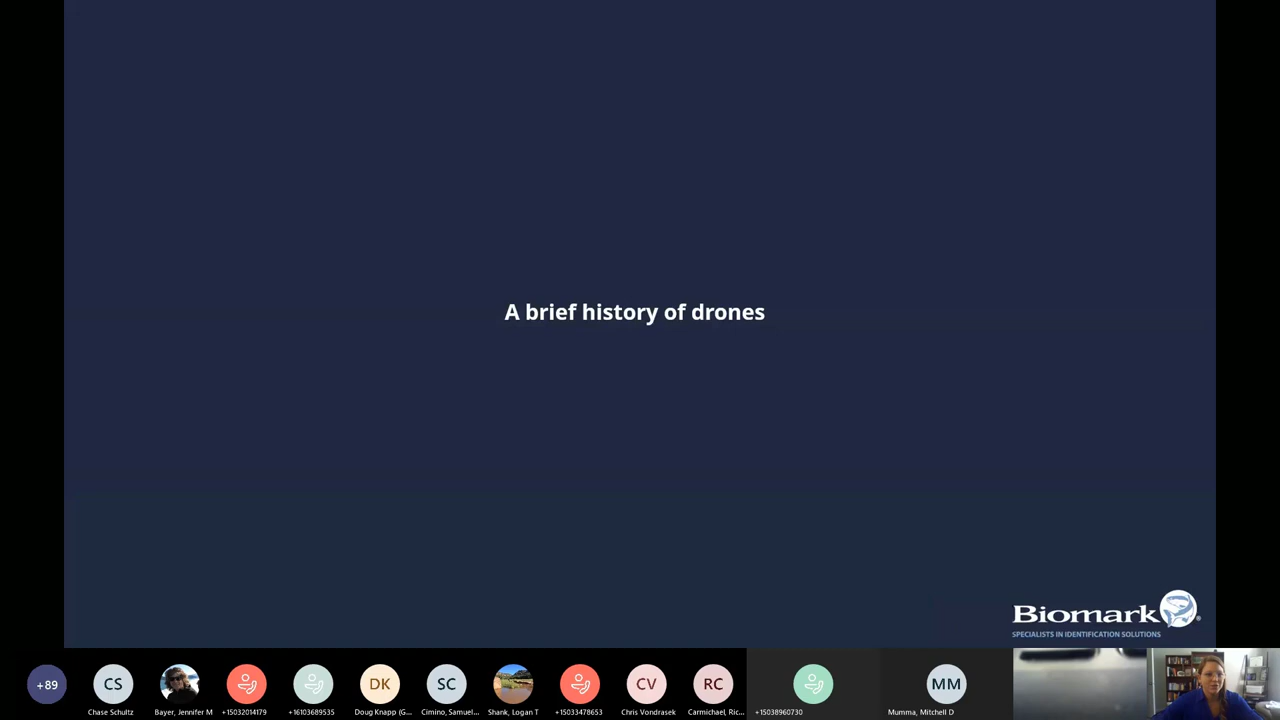 A brief history of drones
Biomark®
SPECIALISTS IN IDENTIFICATION SOLUTIONS
+89
CS
DK
SC
CV
RC
MM
Chase Schultz
Bayer, Jennifer M
+15032014179
+16103689535
Doug Knapp (G...
Cimino, Samuel...
Shank, Logan T
+15033478653
Chris Vondrasek
Carmichael, Ric...
+15038960730
Mumma, Mitchell D